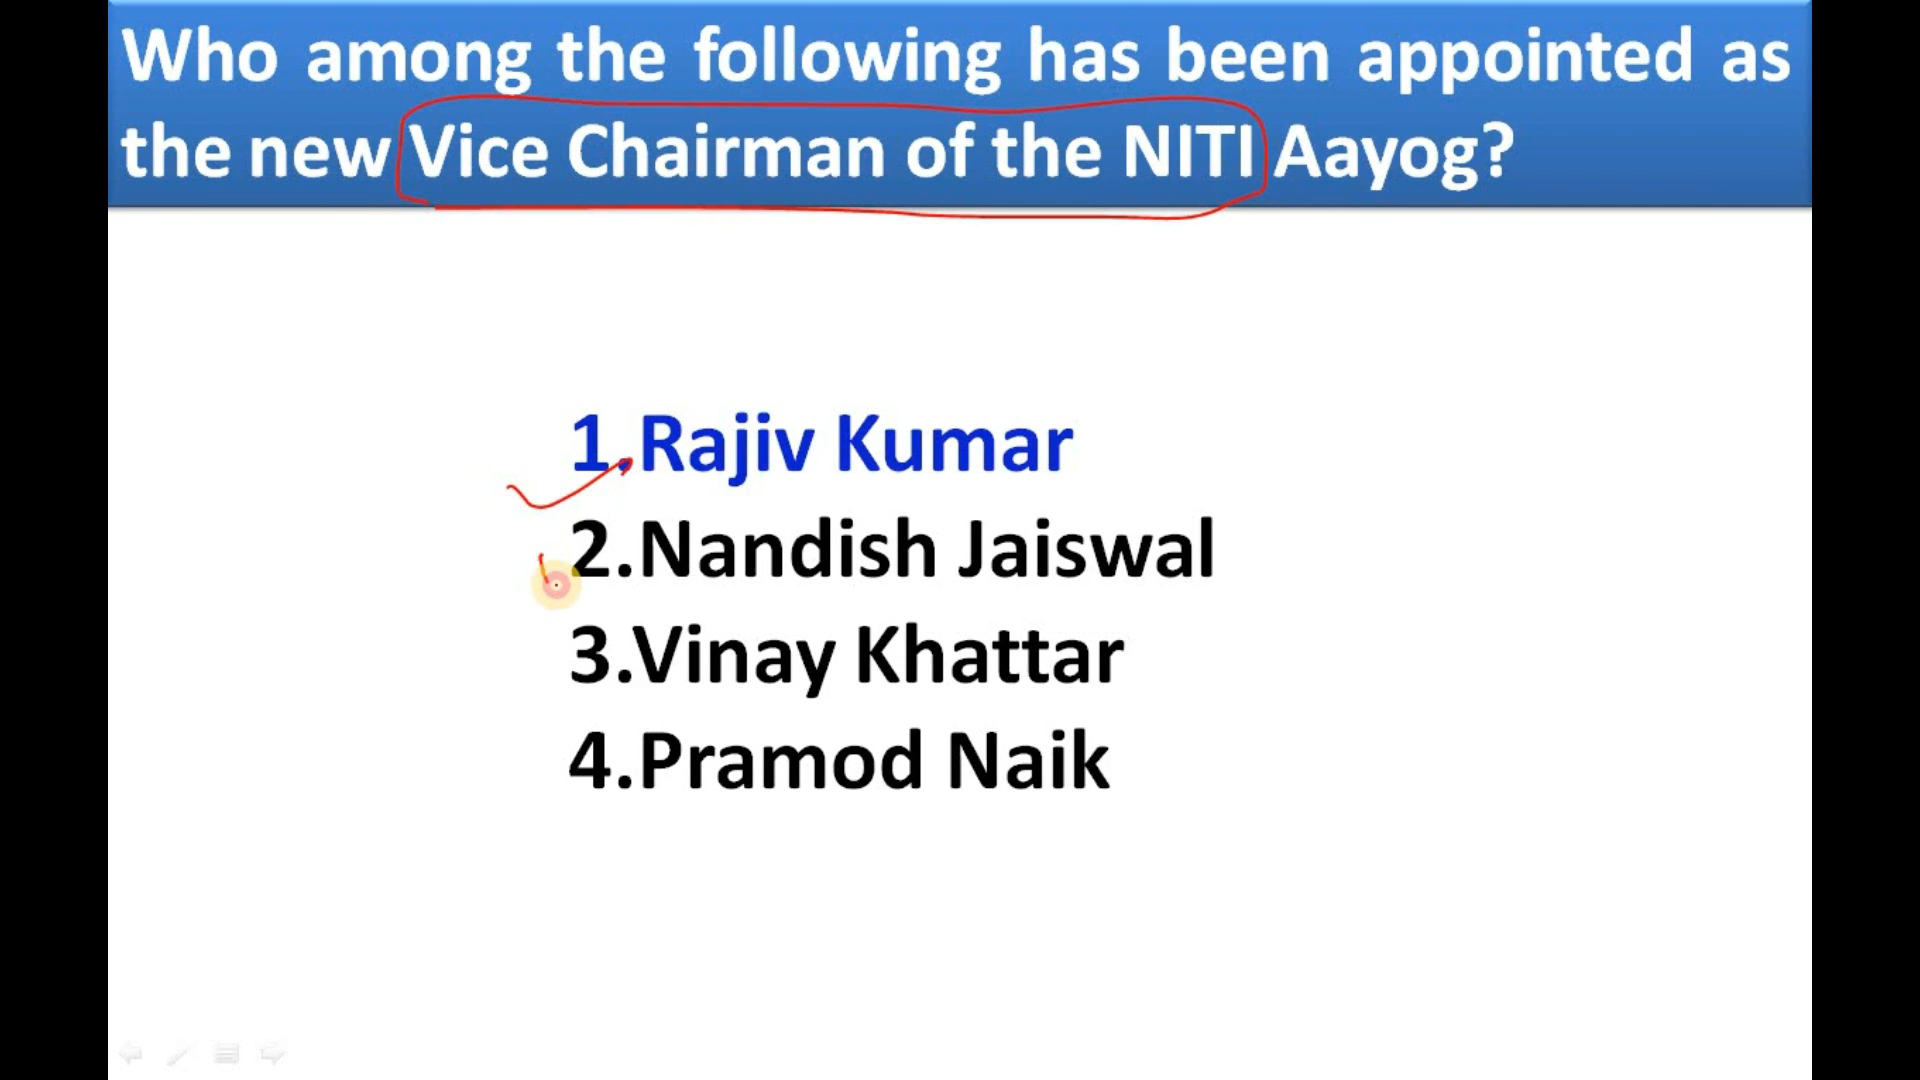 Who among the following has been appointed as
the new Vice Chairman of the NITI Aayog?
1.Rajiv Kumar
2.Nandish Jaiswal
3.Vinay Khattar
4.Pramod Naik